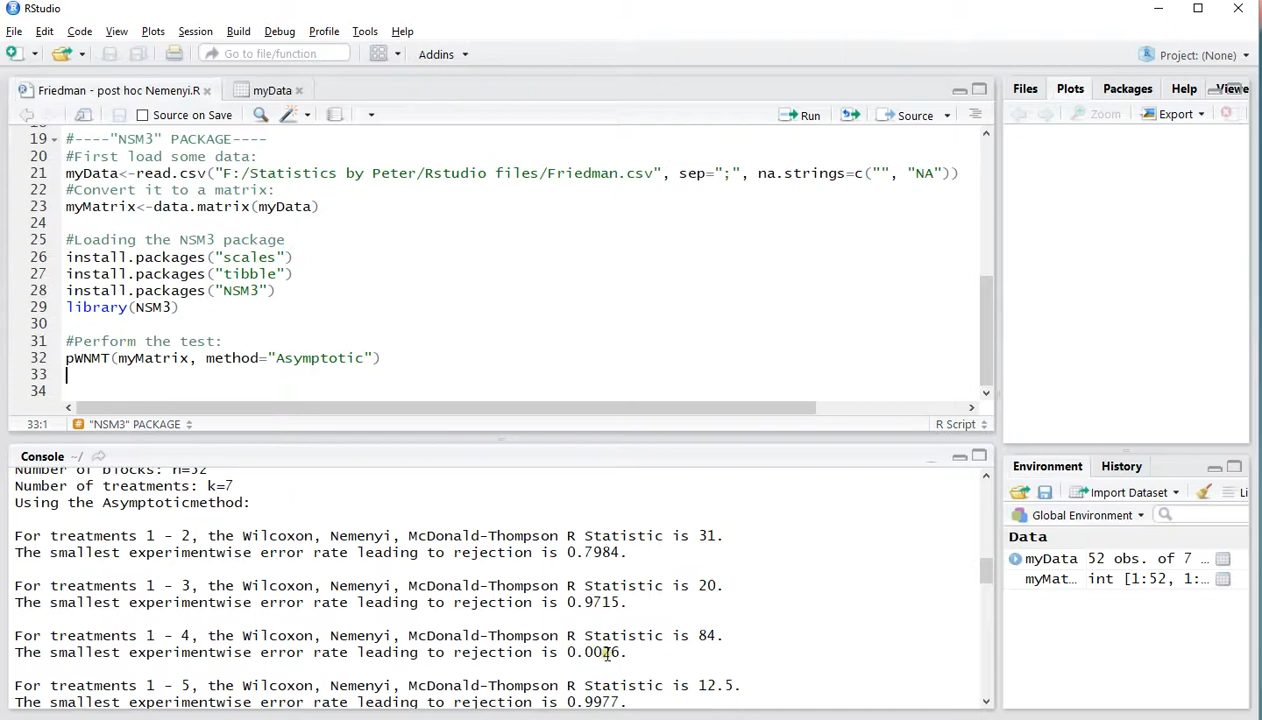 RStudio
File Edit Code View Plots Session Build Debug Profile Tools Help
Go to file/function Addins Project: (None)
Friedman - post hoc Nemenyi.R myData
Files Plots Packages Help Viewe
Source on Save Run Source
Zoom Export
19 #----"NSM3" PACKAGE----
20 #First load some data:
21 myData<-read.csv("F:/Statistics by Peter/Rstudio files/Friedman.csv", sep=";", na.strings=c("", "NA"))
22 #Convert it to a matrix:
23 myMatrix<-data.matrix(myData)
24
25 #Loading the NSM3 package
26 install.packages("scales")
27 install.packages("tibble")
28 install.packages("NSM3")
29 library(NSM3)
30
31 #Perform the test:
32 pWNMT(myMatrix, method="Asymptotic")
33
34
33:1 "NSM3" PACKAGE R Script
Console ~/
Number of blocks: n=52
Number of treatments: k=7
Using the Asymptoticmethod:
For treatments 1 - 2, the Wilcoxon, Nemenyi, McDonald-Thompson R Statistic is 31.
The smallest experimentwise error rate leading to rejection is 0.7984.
For treatments 1 - 3, the Wilcoxon, Nemenyi, McDonald-Thompson R Statistic is 20.
The smallest experimentwise error rate leading to rejection is 0.9715.
For treatments 1 - 4, the Wilcoxon, Nemenyi, McDonald-Thompson R Statistic is 84.
The smallest experimentwise error rate leading to rejection is
For treatments 1 - 5, the Wilcoxon, Nemenyi, McDonald-Thompson R Statistic is 12.5.
The smallest experimentwise error rate leading to rejection is 0.9977.
Environment History
Import Dataset Li
Global Environment
Data
myData 52 obs. of 7 ...
myMat... int [1:52, 1:...